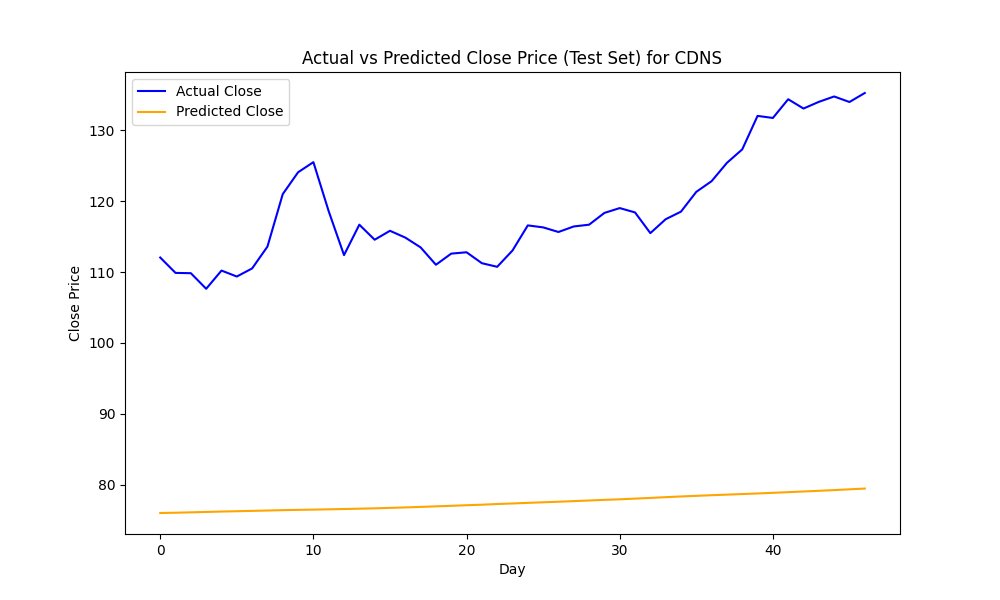 Actual vs Predicted Close Price (Test Set) for CDNS
Actual Close
Predicted Close
Close Price
130
120
110
100
90
80
0 10 20 30 40
Day